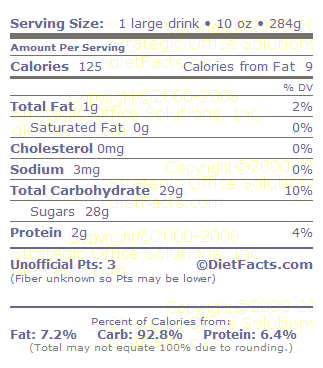 Serving Size: 1 large drink • 10 oz • 284g
Amount Per Serving
Calories 125 Calories from Fat 9
% DV
Total Fat 1g 2%
Saturated Fat 0g 0%
Cholesterol 0mg 0%
Sodium 3mg 0%
Total Carbohydrate 29g 10%
Sugars 28g
Protein 2g 4%
Unofficial Pts: 3 ©DietFacts.com
(Fiber unknown so Pts may be lower)
Percent of Calories from:
Fat: 7.2% Carb: 92.8% Protein: 6.4%
(Total may not equate 100% due to rounding.)